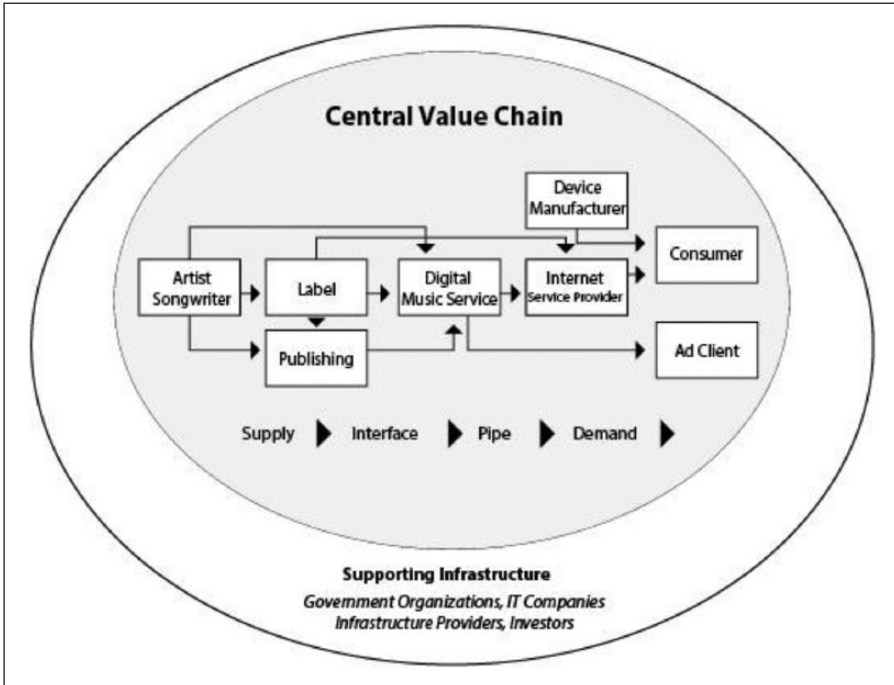 Central Value Chain
Device
Manufacturer
Consumer
Artist
Songwriter
Label
Digital
Music Service
Internet
Service Provider
Publishing
Ad Client
Supply Interface Pipe Demand
Supporting Infrastructure
Government Organizations, IT Companies
Infrastructure Providers, Investors